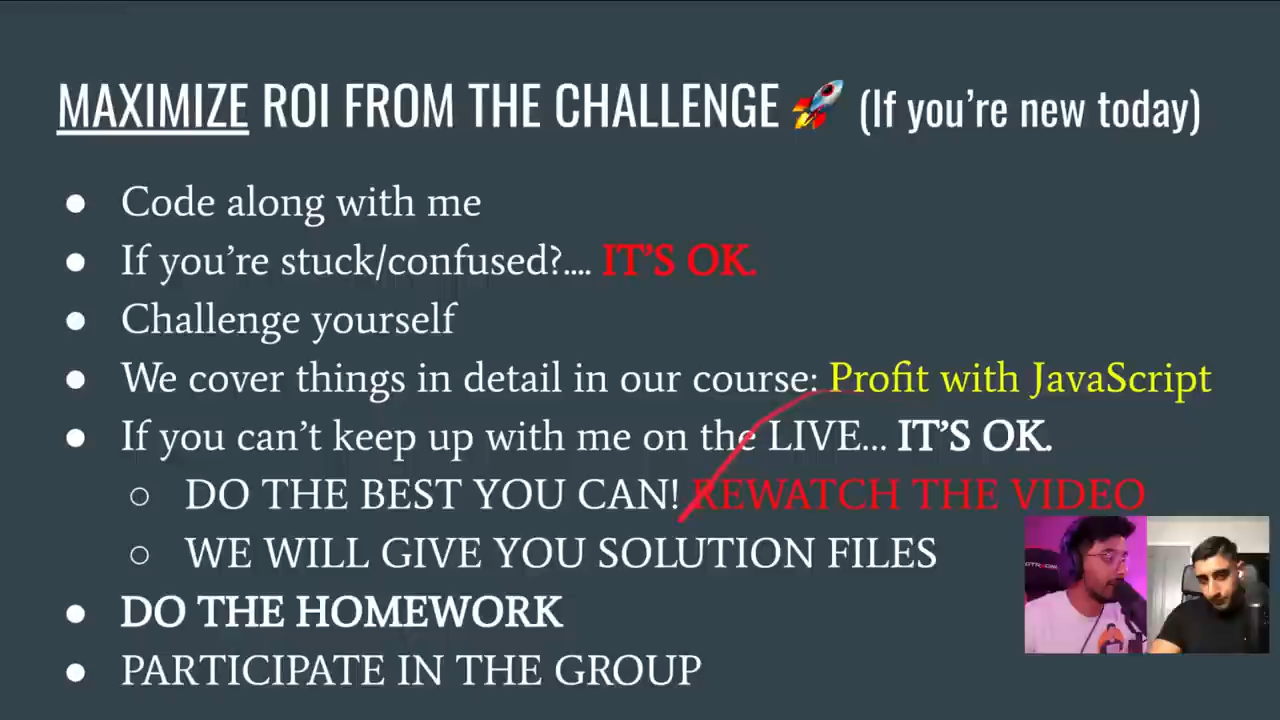 MAXIMIZE ROI FROM THE CHALLENGE 🚀 (If you're new today)
● Code along with me
● If you're stuck/confused?.... IT'S OK.
● Challenge yourself
● We cover things in detail in our course: Profit with JavaScript
● If you can't keep up with me on the LIVE... IT'S OK.
○ DO THE BEST YOU CAN! REWATCH THE VIDEO
○ WE WILL GIVE YOU SOLUTION FILES
● DO THE HOMEWORK
● PARTICIPATE IN THE GROUP